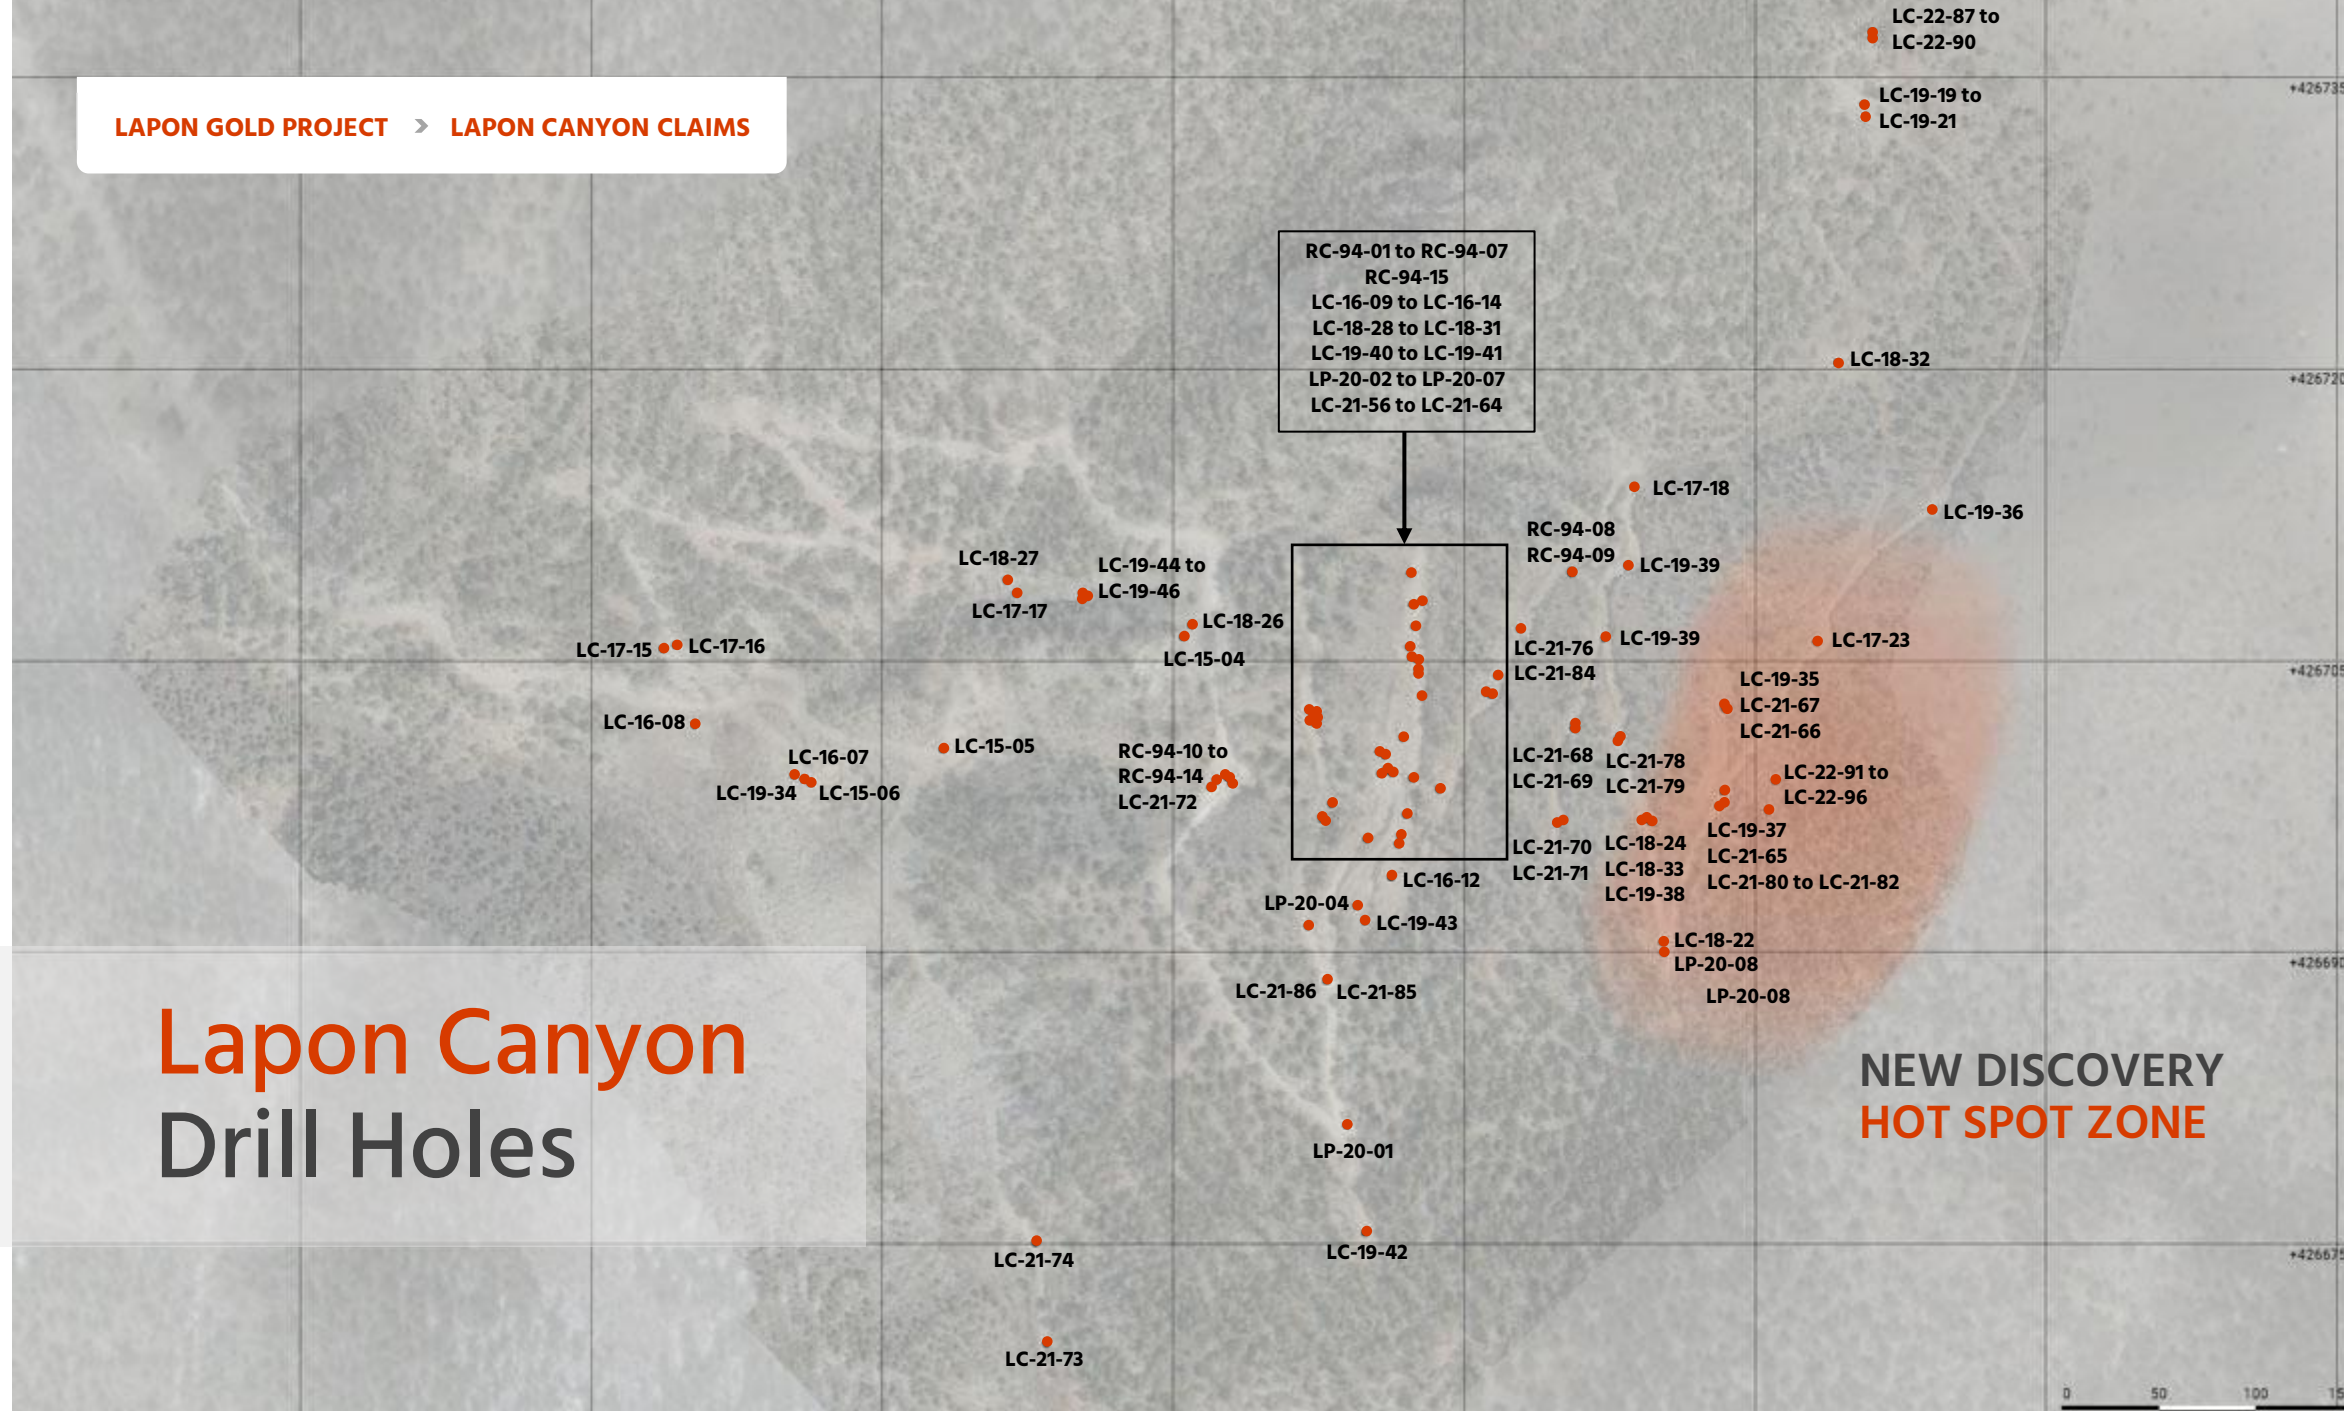 LC-22-87 to
LC-22-90
LAPON GOLD PROJECT > LAPON CANYON CLAIMS
LC-19-19 to
LC-19-21
RC-94-01 to RC-94-07
RC-94-15
LC-16-09 to LC-16-14
LC-18-28 to LC-18-31
LC-19-40 to LC-19-41
LP-20-02 to LP-20-07
LC-21-56 to LC-21-64
LC-18-32
LC-17-18
LC-19-36
RC-94-08
RC-94-09
LC-19-39
LC-18-27
LC-17-17
LC-19-44 to
LC-19-46
LC-18-26
LC-15-04
LC-17-15
LC-17-16
LC-21-76
LC-21-84
LC-19-39
LC-17-23
LC-19-35
LC-21-67
LC-21-66
LC-16-08
LC-15-05
LC-16-07
LC-19-34
LC-15-06
RC-94-10 to
RC-94-14
LC-21-72
LC-21-68
LC-21-69
LC-21-78
LC-21-79
LC-22-91 to
LC-22-96
LC-19-37
LC-21-65
LC-21-80 to LC-21-82
LC-21-70
LC-21-71
LC-18-24
LC-18-33
LC-19-38
LC-16-12
LP-20-04
LC-19-43
LC-18-22
LP-20-08
LP-20-08
LC-21-86
LC-21-85
Lapon Canyon
Drill Holes
NEW DISCOVERY
HOT SPOT ZONE
LP-20-01
LC-19-42
LC-21-74
LC-21-73
+426735
+426720
+426705
+426690
+426675
0 50 100 15